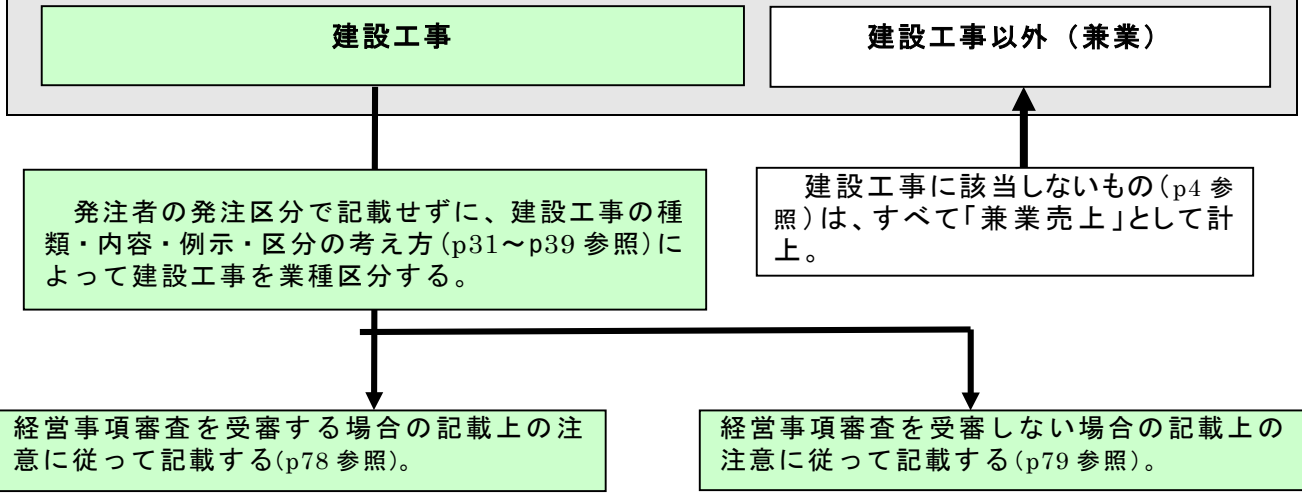 建設工事
建設工事以外（兼業）
発注者の発注区分で記載せずに、建設工事の種
類・内容・例示・区分の考え方(p31～p39 参照)に
よって建設工事を業種区分する。
建設工事に該当しないもの(p4 参
照)は、すべて「兼業売上」として計
上。
経営事項審査を受審する場合の記載上の注
意に従って記載する(p78 参照)。
経営事項審査を受審しない場合の記載上の
注意に従って記載する(p79 参照)。